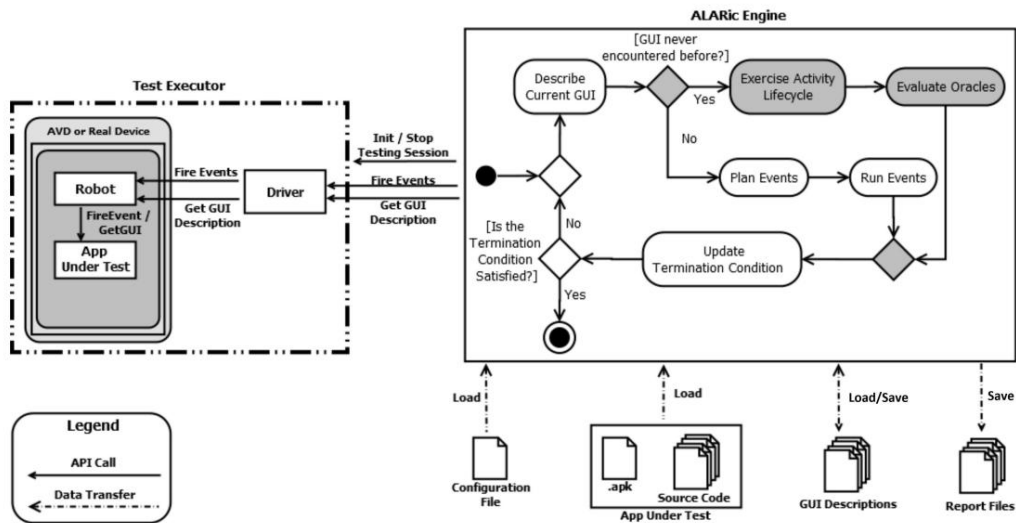 ALARic Engine
[GUI never
encountered before?]
Describe
Current GUI
Yes
Exercise Activity
Lifecycle
Evaluate Oracles
No
Plan Events
Run Events
[Is the
Termination
Condition
Satisfied?]
No
Update
Termination Condition
Yes
Test Executor
AVD or Real Device
Robot
FireEvent /
GetGUI
App
Under Test
Fire Events
Get GUI
Description
Driver
Init / Stop
Testing Session
Fire Events
Get GUI
Description
Load
Load
Load/Save
Save
Configuration
File
.apk
Source Code
App Under Test
GUI Descriptions
Report Files
Legend
API Call
Data Transfer